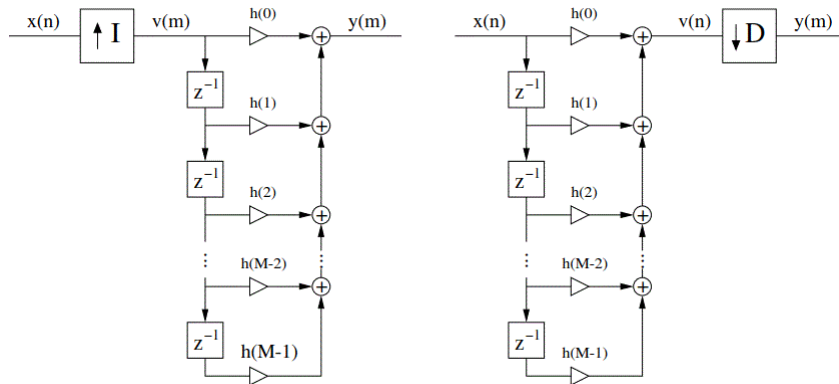 x(n) ↑ I v(m) h(0) + y(m)
z⁻¹
h(1) +
z⁻¹
h(2) +
⋮ ⋮
h(M-2) +
z⁻¹
h(M-1)
x(n) h(0) + v(n) ↓ D y(m)
z⁻¹
h(1) +
z⁻¹
h(2) +
⋮ ⋮
h(M-2) +
z⁻¹
h(M-1)